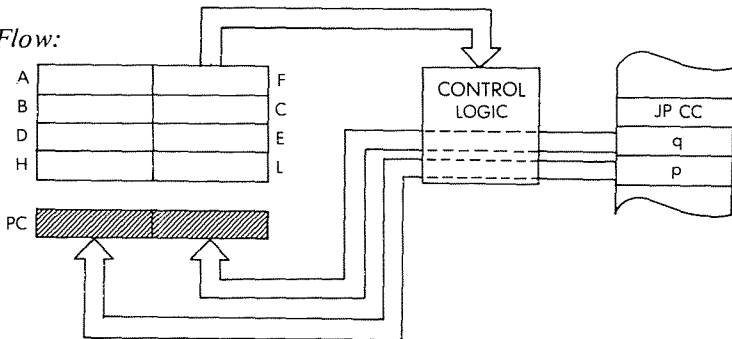 Flow:
A F
B C
D E
H L
PC
CONTROL
LOGIC
JP CC
q
p